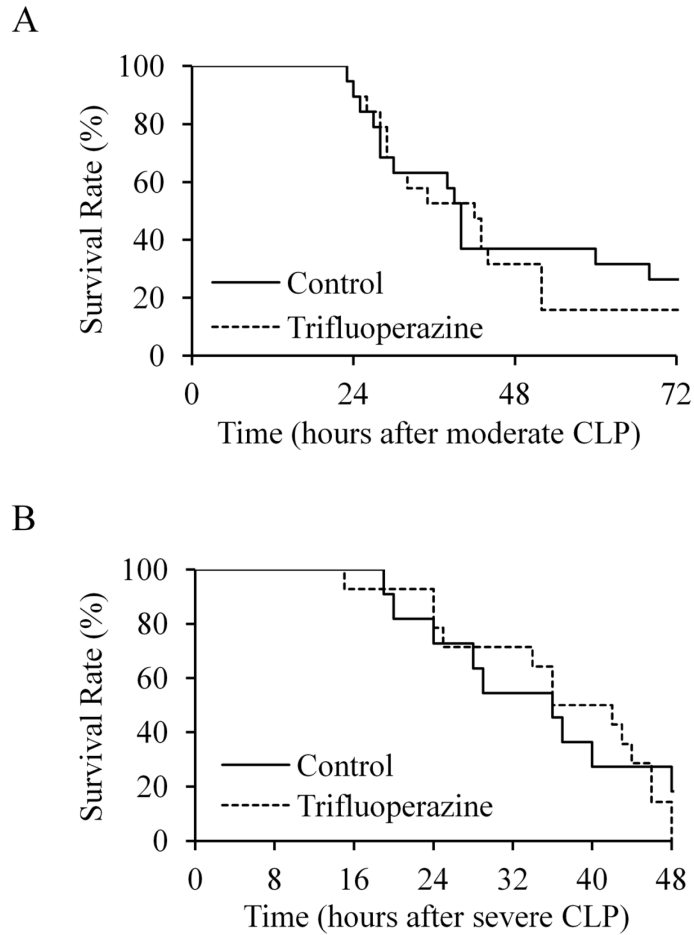 A
Survival Rate (%)
100
80
60
40
20
0
Control
Trifluoperazine
0 24 48 72
Time (hours after moderate CLP)
B
Survival Rate (%)
100
80
60
40
20
0
Control
Trifluoperazine
0 8 16 24 32 40 48
Time (hours after severe CLP)